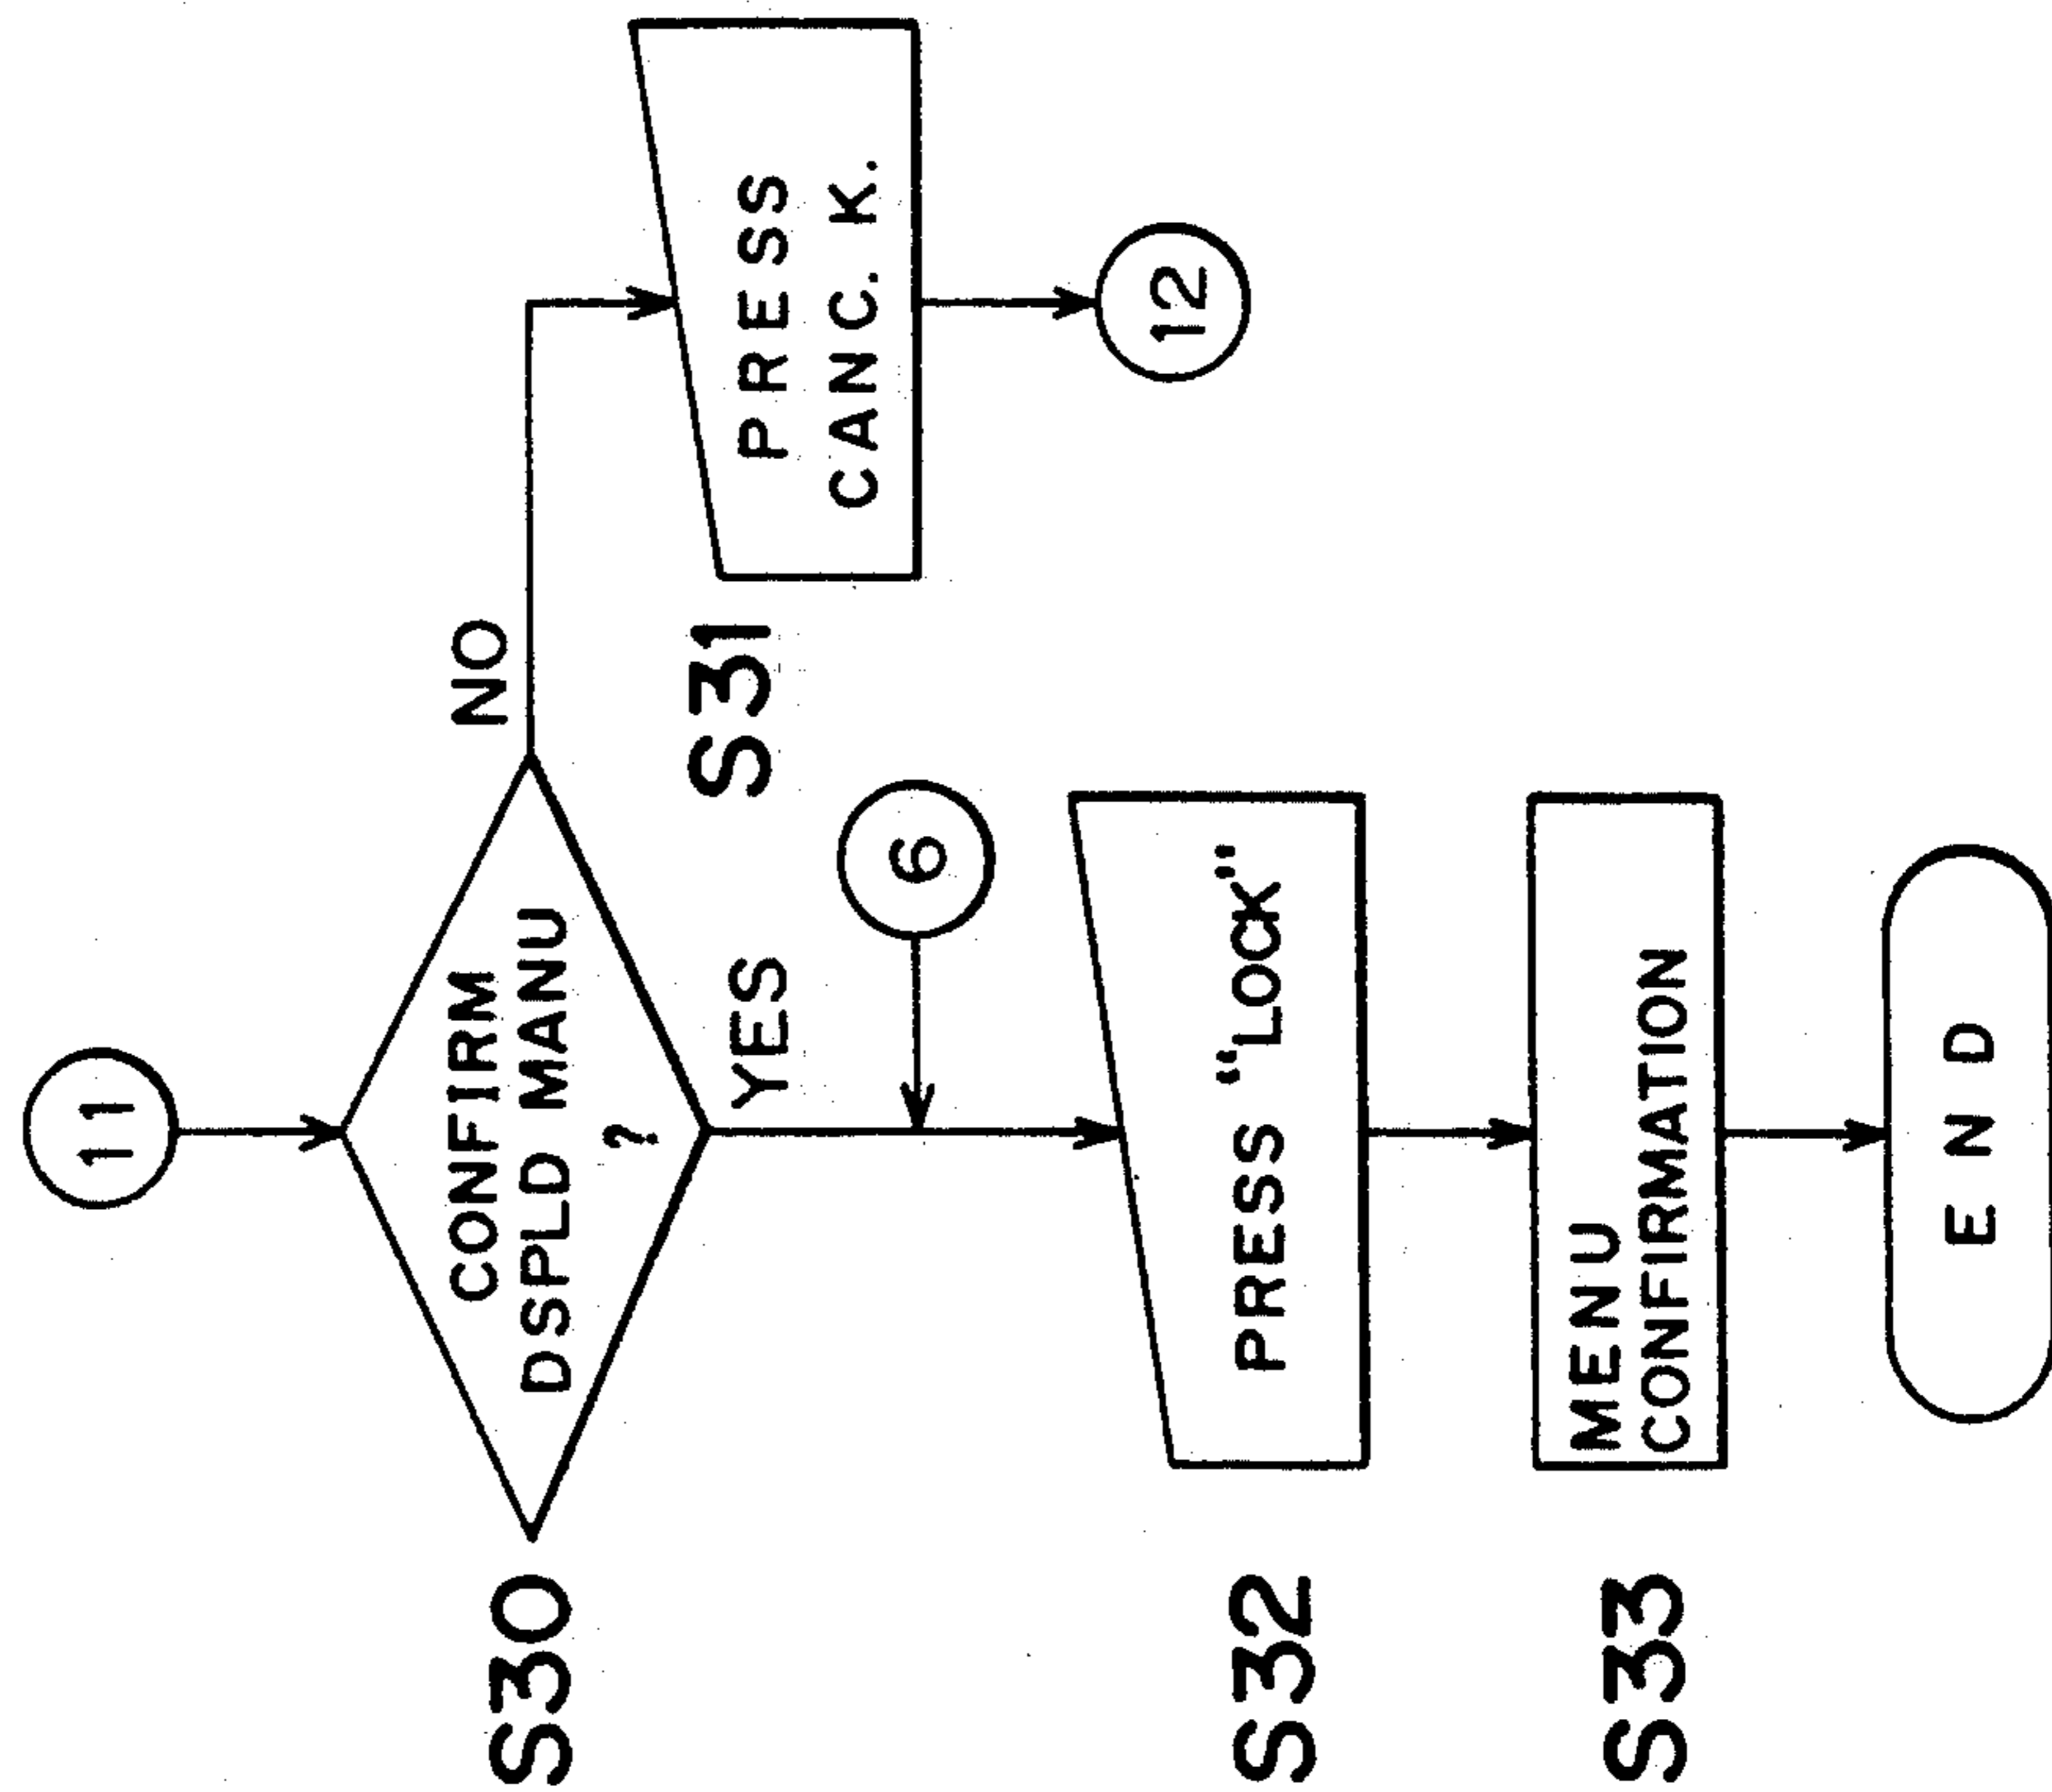 11
S30
CONFIRM
DSPLD MANU
?
NO
YES
S31
PRESS
CANC. K.
12
6
S32
PRESS "LOCK"
S33
MENU
CONFIRMATION
END